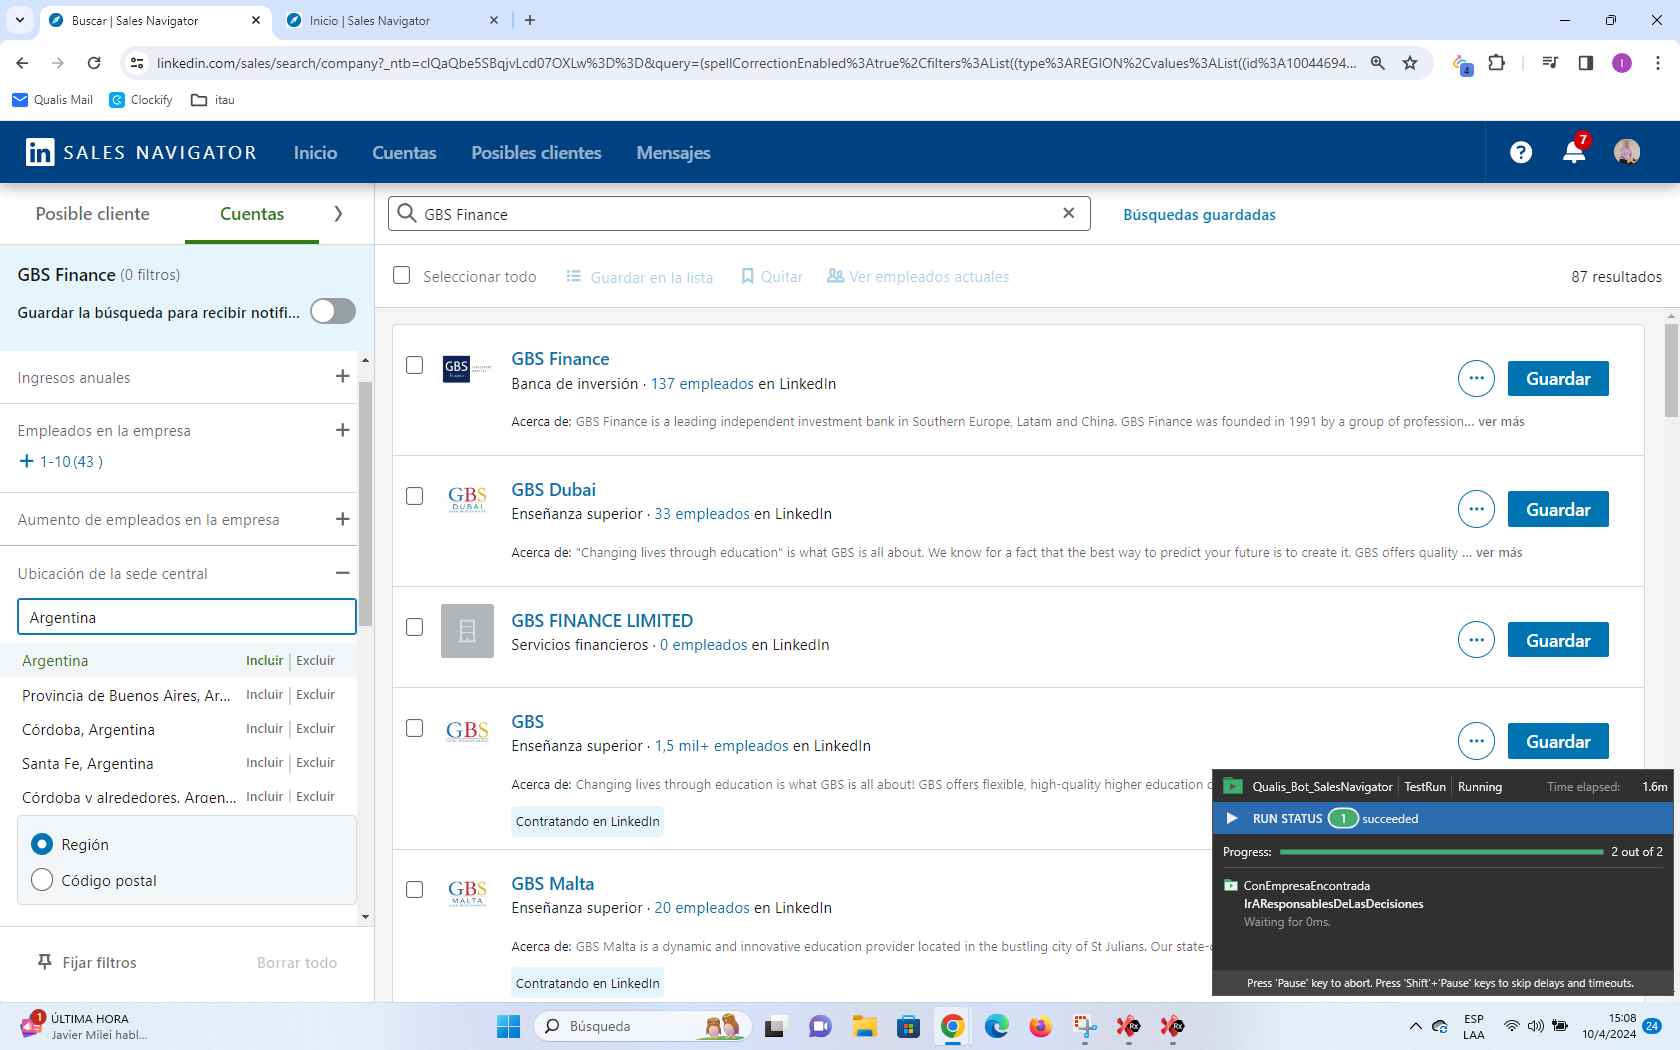 Buscar | Sales Navigator
Inicio | Sales Navigator
linkedin.com/sales/search/company?_ntb=clQaQbe5SBqjvLcd07OXLw%3D%3D&query=(spellCorrectionEnabled%3Atrue%2Cfilters%3AList((type%3AREGION%2Cvalues%3AList((id%3A10044694...
4
I
Qualis Mail
Clockify
itau
in SALES NAVIGATOR
Inicio
Cuentas
Posibles clientes
Mensajes
7
Posible cliente
Cuentas
GBS Finance
Búsquedas guardadas
GBS Finance (0 filtros)
Guardar la búsqueda para recibir notifi...
Seleccionar todo
Guardar en la lista
Quitar
Ver empleados actuales
87 resultados
Ingresos anuales
Empleados en la empresa
1-10 (43 )
Aumento de empleados en la empresa
Ubicación de la sede central
Argentina
Argentina Incluir | Excluir
Provincia de Buenos Aires, Ar... Incluir | Excluir
Córdoba, Argentina Incluir | Excluir
Santa Fe, Argentina Incluir | Excluir
Córdoba y alrededores, Argen... Incluir | Excluir
Región
Código postal
Fijar filtros
Borrar todo
GBS Finance
Banca de inversión · 137 empleados en LinkedIn
Acerca de: GBS Finance is a leading independent investment bank in Southern Europe, Latam and China. GBS Finance was founded in 1991 by a group of profession... ver más
Guardar
GBS DUBAI
GBS Dubai
Enseñanza superior · 33 empleados en LinkedIn
Acerca de: "Changing lives through education" is what GBS is all about. We know for a fact that the best way to predict your future is to create it. GBS offers quality ... ver más
Guardar
GBS FINANCE LIMITED
Servicios financieros · 0 empleados en LinkedIn
Guardar
GBS
GBS
Enseñanza superior · 1,5 mil+ empleados en LinkedIn
Acerca de: Changing lives through education is what GBS is all about! GBS offers flexible, high-quality higher education
Contratando en LinkedIn
Guardar
GBS MALTA
GBS Malta
Enseñanza superior · 20 empleados en LinkedIn
Acerca de: GBS Malta is a dynamic and innovative education provider located in the bustling city of St Julians. Our state-
Contratando en LinkedIn
Qualis_Bot_SalesNavigator | TestRun | Running
Time elapsed: 1.6m
RUN STATUS 1 succeeded
Progress: 2 out of 2
ConEmpresaEncontrada
IrAResponsablesDeLasDecisiones
Waiting for 0ms.
Press 'Pause' key to abort. Press 'Shift'+'Pause' keys to skip delays and timeouts.
1
ÚLTIMA HORA
Javier Milei habl...
Búsqueda
ESP
LAA
15:08
10/4/2024
24